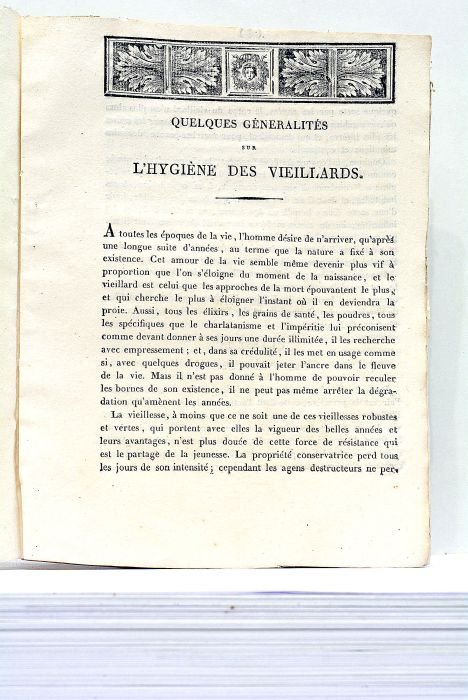 QUELQUES GÉNERALITÉS
SUR
L'HYGIÈNE DES VIEILLARDS.
A toutes les époques de la vie, l'homme désire de n'arriver, qu'après
une longue suite d'années, au terme que la nature a fixé à son
existence. Cet amour de la vie semble même devenir plus vif à
proportion que l'on s'éloigne du moment de la naissance, et le
vieillard est celui que les approches de la mort épouvantent le plus,
et qui cherche le plus à éloigner l'instant où il en deviendra la
proie. Aussi, tous les élixirs, les grains de santé, les poudres, tous
les spécifiques que le charlatanisme et l'impéritie lui préconisent
comme devant donner à ses jours une durée illimitée, il les recherche
avec empressement; et, dans sa crédulité, il les met en usage comme
si, avec quelques drogues, il pouvait jeter l'ancre dans le fleuve
de la vie. Mais il n'est pas donné à l'homme de pouvoir reculer
les bornes de son existence, il ne peut pas même arrêter la dégra-
dation qu'amènent les années.
La vieillesse, à moins que ce ne soit une de ces vieillesses robustes
et vertes, qui portent avec elles la vigueur des belles années et
leurs avantages, n'est plus douée de cette force de résistance qui
est le partage de la jeunesse. La propriété conservatrice perd tous
les jours de son intensité; cependant les agens destructeurs ne per-